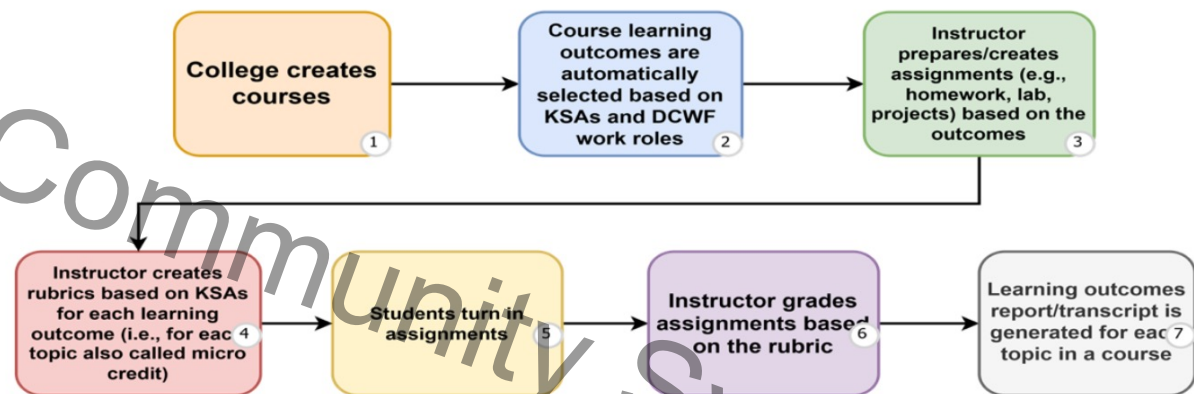 College creates
courses
1
Course learning
outcomes are
automatically
selected based on
KSAs and DCWF
work roles
2
Instructor
prepares/creates
assignments (e.g.,
homework, lab,
projects) based on the
outcomes
3
Instructor creates
rubrics based on KSAs
for each learning
outcome (i.e., for each
topic also called micro
credit)
4
Students turn in
assignments
5
Instructor grades
assignments based
on the rubric
6
Learning outcomes
report/transcript is
generated for each
topic in a course
7
Community